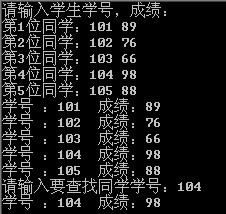 请输入学生学号，成绩：
第1位同学：101 89
第2位同学：102 76
第3位同学：103 66
第4位同学：104 98
第5位同学：105 88
学号 ：101   成绩：89
学号 ：102   成绩：76
学号 ：103   成绩：66
学号 ：104   成绩：98
学号 ：105   成绩：88
请输入要查找同学学号：104
学号 ：104   成绩：98